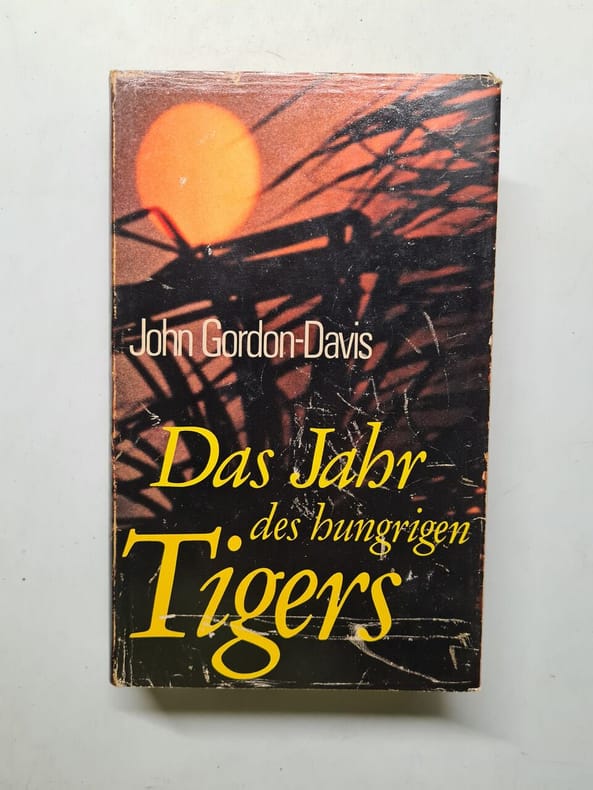 John Gordon-Davis
Das Jahr
des hungrigen
Tigers